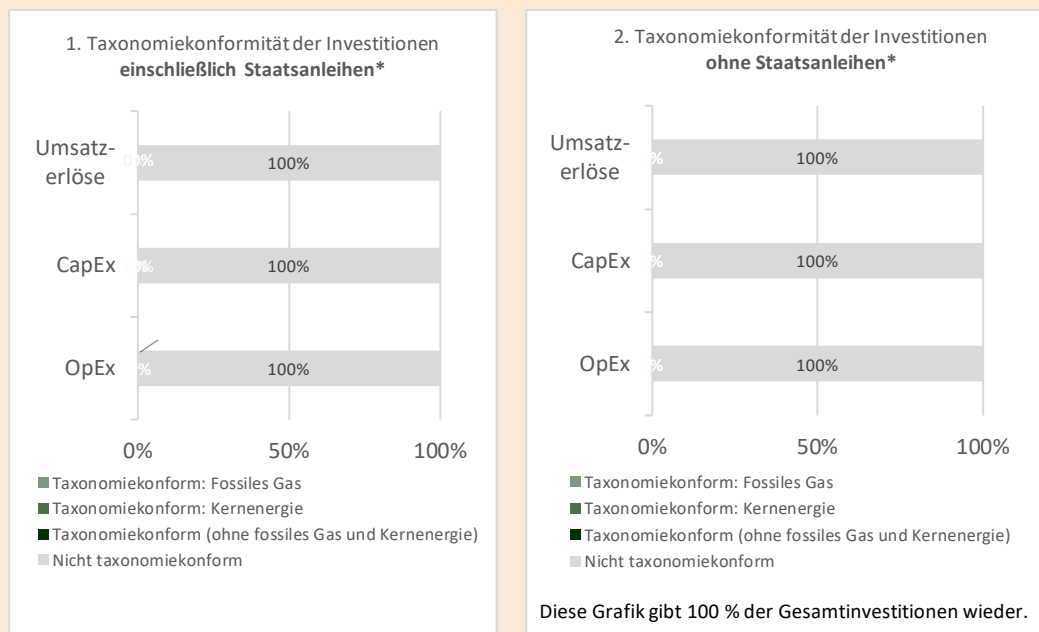 1. Taxonomiekonformität der Investitionen
einschließlich Staatsanleihen*
Umsatz-
erlöse
100%
CapEx
100%
OpEx
100%
0%
50%
100%
Taxonomiekonform: Fossiles Gas
Taxonomiekonform: Kernenergie
Taxonomiekonform (ohne fossiles Gas und Kernenergie)
Nicht taxonomiekonform
2. Taxonomiekonformität der Investitionen
ohne Staatsanleihen*
Umsatz-
erlöse
100%
CapEx
100%
OpEx
100%
0%
50%
100%
Taxonomiekonform: Fossiles Gas
Taxonomiekonform: Kernenergie
Taxonomiekonform (ohne fossiles Gas und Kernenergie)
Nicht taxonomiekonform
Diese Grafik gibt 100 % der Gesamtinvestitionen wieder.